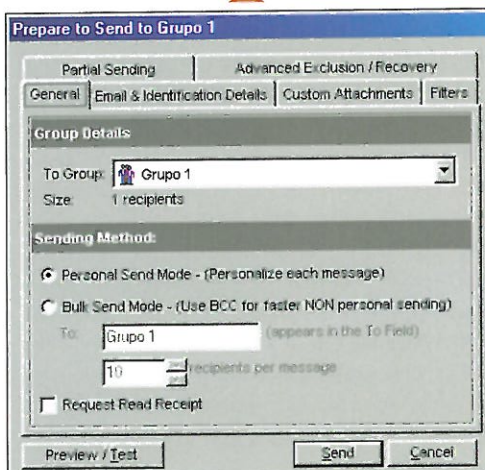 Prepare to Send to Grupo 1
Partial Sending
Advanced Exclusion / Recovery
General
Email & Identification Details
Custom Attachments
Filters
Group Details
To Group:
Grupo 1
Size:
1 recipients
Sending Method:
Personal Send Mode - (Personalize each message)
Bulk Send Mode - (Use BCC for faster NON personal sending)
To:
Grupo 1
(appears in the To Field)
10
recipients per message
Request Read Receipt
Preview / Test
Send
Cancel